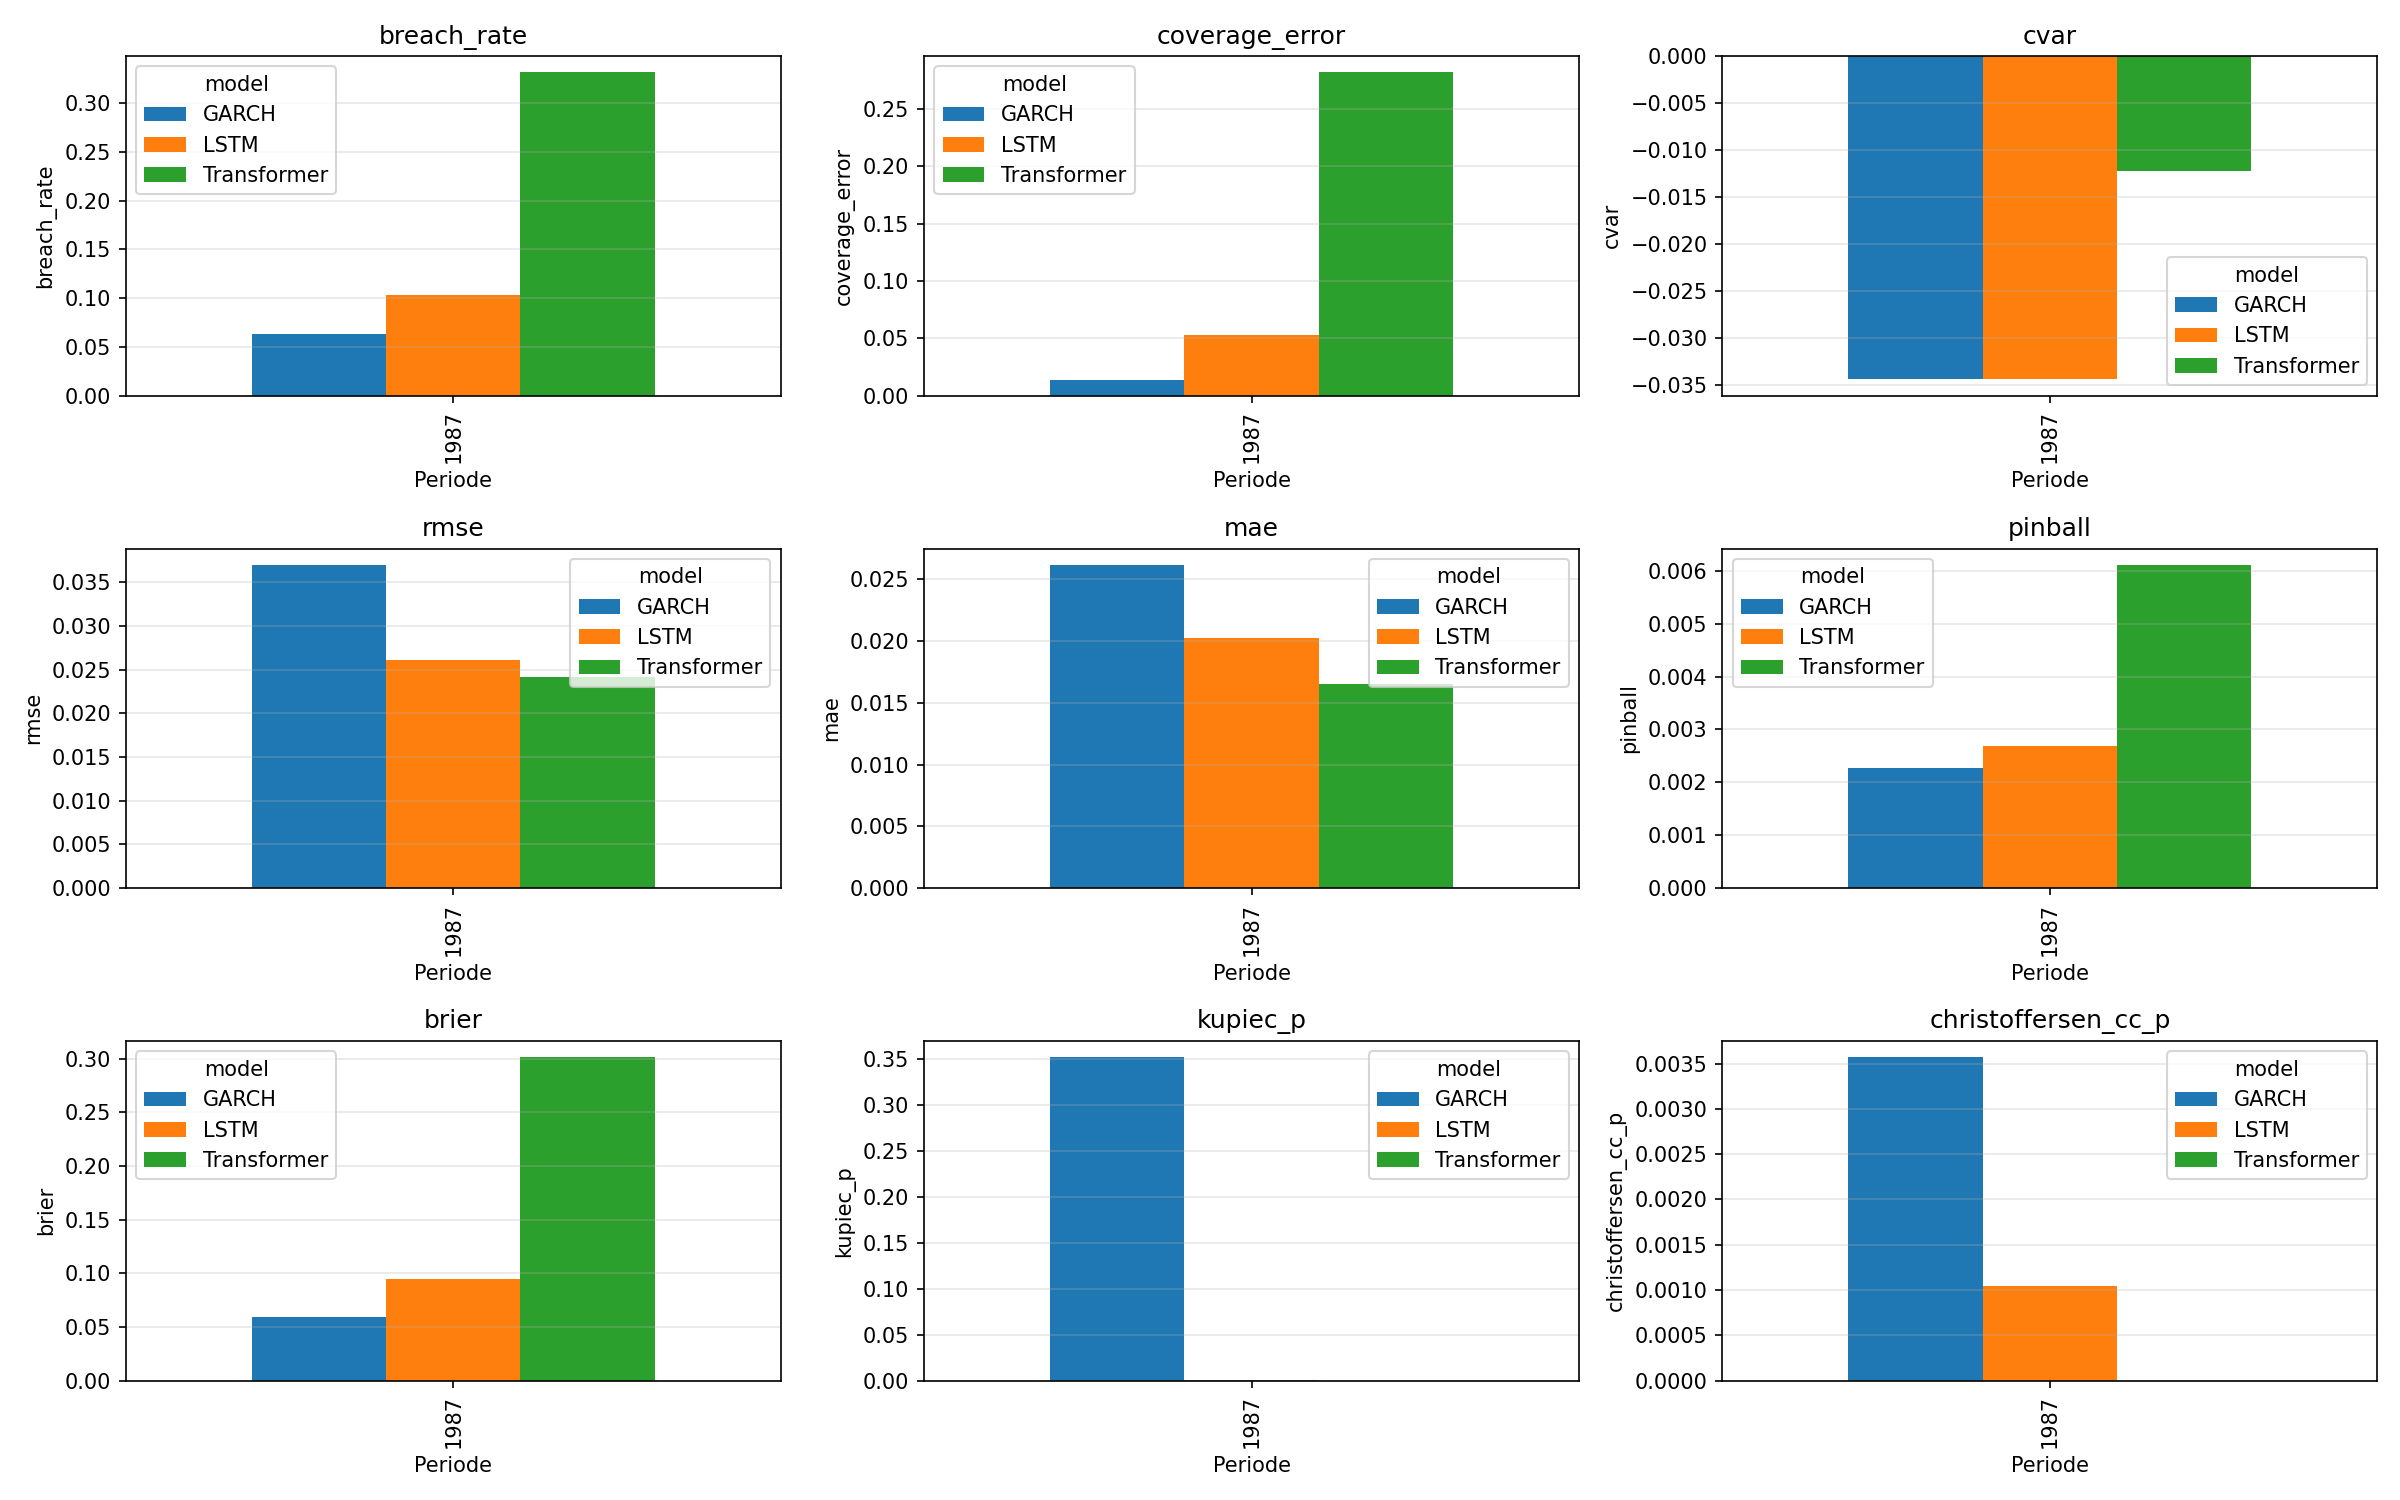 breach_rate
breach_rate
0.30
0.25
0.20
0.15
0.10
0.05
0.00
model
GARCH
LSTM
Transformer
1987
Periode
coverage_error
coverage_error
0.25
0.20
0.15
0.10
0.05
0.00
model
GARCH
LSTM
Transformer
1987
Periode
cvar
cvar
0.000
−0.005
−0.010
−0.015
−0.020
−0.025
−0.030
−0.035
model
GARCH
LSTM
Transformer
1987
Periode
rmse
rmse
0.035
0.030
0.025
0.020
0.015
0.010
0.005
0.000
model
GARCH
LSTM
Transformer
1987
Periode
mae
mae
0.025
0.020
0.015
0.010
0.005
0.000
model
GARCH
LSTM
Transformer
1987
Periode
pinball
pinball
0.006
0.005
0.004
0.003
0.002
0.001
0.000
model
GARCH
LSTM
Transformer
1987
Periode
brier
brier
0.30
0.25
0.20
0.15
0.10
0.05
0.00
model
GARCH
LSTM
Transformer
1987
Periode
kupiec_p
kupiec_p
0.35
0.30
0.25
0.20
0.15
0.10
0.05
0.00
model
GARCH
LSTM
Transformer
1987
Periode
christoffersen_cc_p
christoffersen_cc_p
0.0035
0.0030
0.0025
0.0020
0.0015
0.0010
0.0005
0.0000
model
GARCH
LSTM
Transformer
1987
Periode